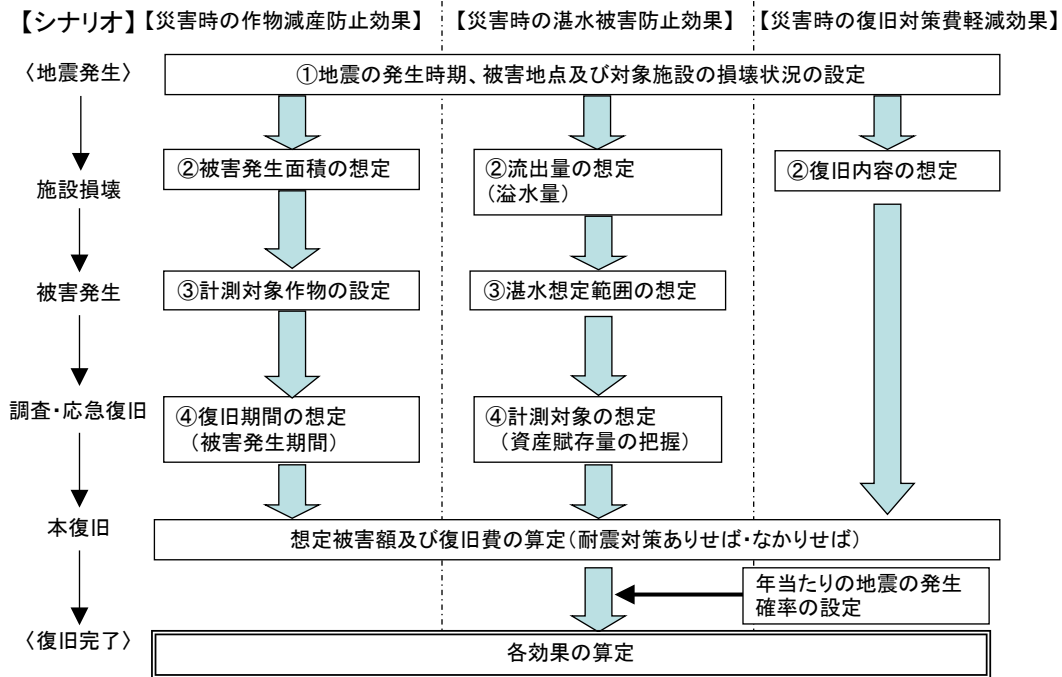 【シナリオ】【災害時の作物減産防止効果】【災害時の湛水被害防止効果】【災害時の復旧対策費軽減効果】
〈地震発生〉
①地震の発生時期、被害地点及び対象施設の損壊状況の設定
施設損壊
②被害発生面積の想定
②流出量の想定
(溢水量)
②復旧内容の想定
被害発生
③計測対象作物の設定
③湛水想定範囲の想定
調査・応急復旧
④復旧期間の想定
(被害発生期間)
④計測対象の想定
(資産賦存量の把握)
本復旧
想定被害額及び復旧費の算定(耐震対策ありせば・なかりせば)
年当たりの地震の発生
確率の設定
〈復旧完了〉
各効果の算定